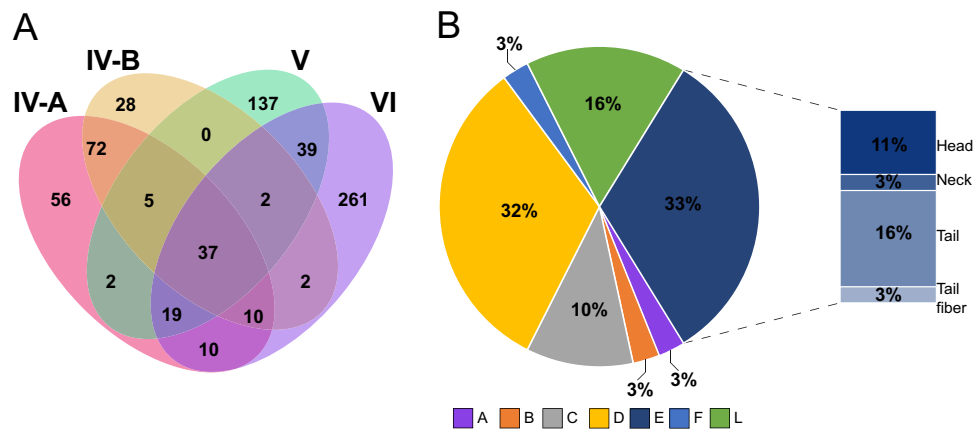 A
IV-B
V
IV-A
VI
28
137
0
72
39
56
5
2
261
37
2
2
19
10
10
B
3%
16%
32%
33%
10%
3%
3%
11%
Head
3%
Neck
16%
Tail
3%
Tail
fiber
A B C D E F L